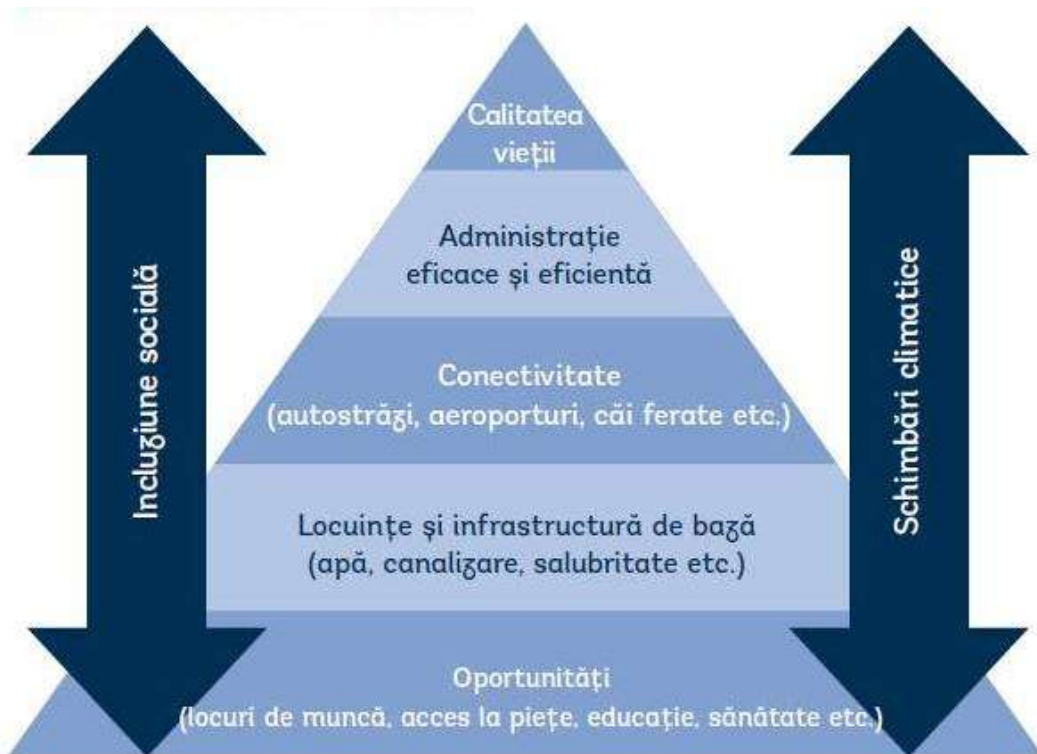 Calitatea
vieții
Administrație
eficace și eficientă
Conectivitate
(autostrăzi, aeroporturi, căi ferate etc.)
Locuințe și infrastructură de bază
(apă, canalizare, salubritate etc.)
Oportunități
(locuri de muncă, acces la piețe, educație, sănătate etc.)
Incluziune socială
Schimbări climatice